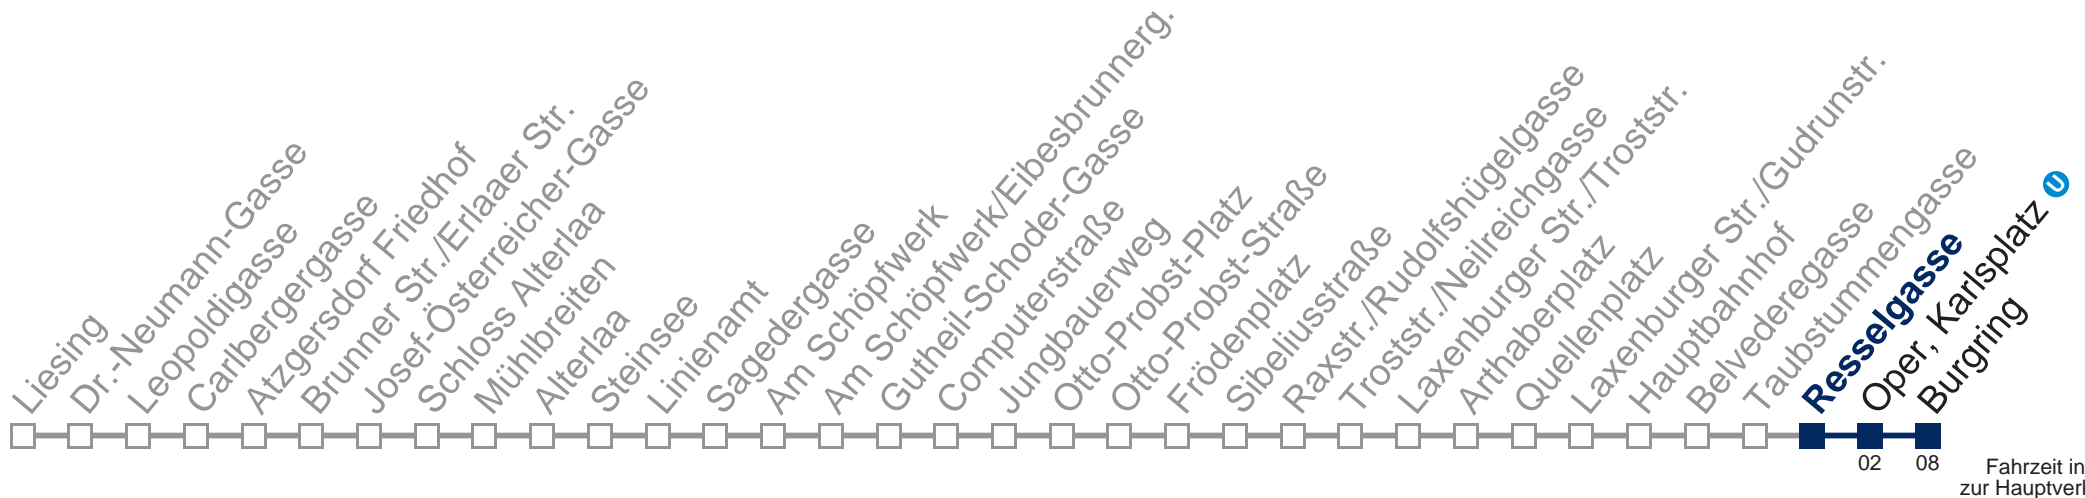 Liesing
Dr.-Neumann-Gasse
Leopoldigasse
Carlbergergasse
Atzgersdorf Friedhof
Brunner Str./Erlaaer Str.
Josef-Österreicher-Gasse
Schloss Alterlaa
Mühlbreiten
Alterlaa
Steinsee
Linienamt
Sagedergasse
Am Schöpfwerk
Am Schöpfwerk/Eibesbrunnerg.
Gutheil-Schoder-Gasse
Computerstraße
Jungbauerweg
Otto-Probst-Platz
Otto-Probst-Straße
Frödenplatz
Sibeliusstraße
Raxstr./Rudolfshügelgasse
Troststr./Neilreichgasse
Laxenburger Str./Troststr.
Arthaberplatz
Quellenplatz
Laxenburger Str./Gudrunstr.
Hauptbahnhof
Belvederegasse
Taubstummengasse
Resselgasse
Oper, Karlsplatz U
Burgring
02 08
Fahrzeit in
zur Hauptverl